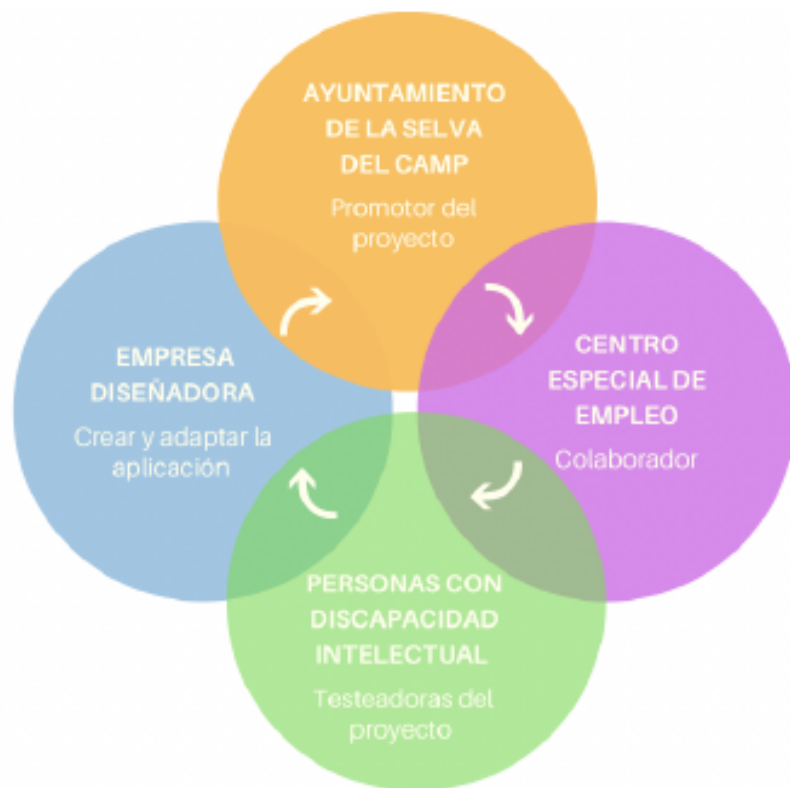 AYUNTAMIENTO
DE LA SELVA
DEL CAMP
Promotor del
proyecto
CENTRO
ESPECIAL DE
EMPLEO
Colaborador
PERSONAS CON
DISCAPACIDAD
INTELECTUAL
Testeadoras del
proyecto
EMPRESA
DISEÑADORA
Crear y adaptar la
aplicación